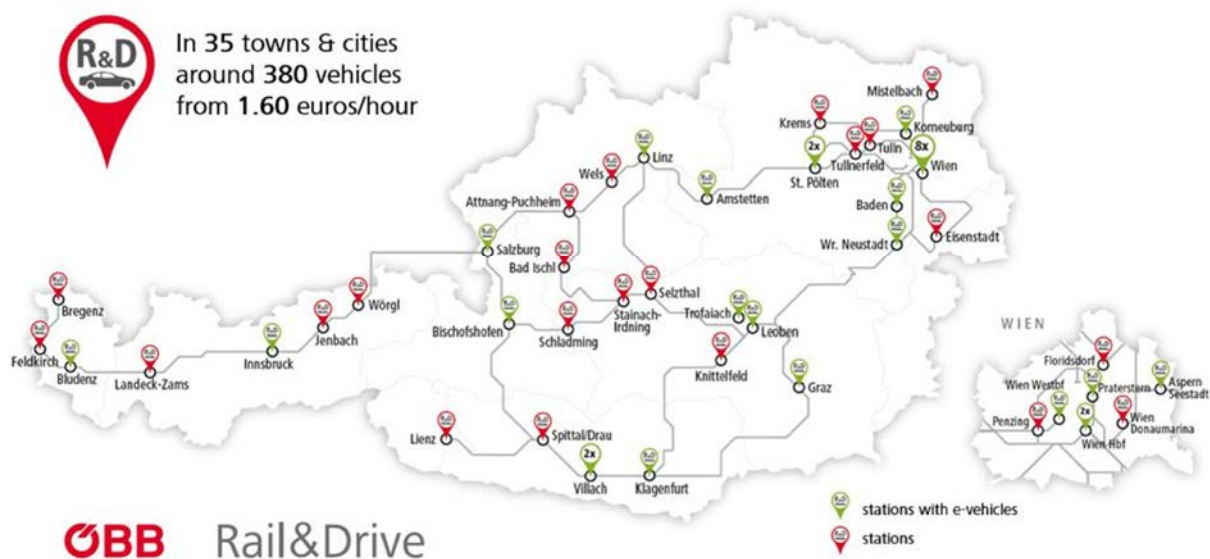 R&D
In 35 towns & cities
around 380 vehicles
from 1.60 euros/hour
Mistelbach
Krems
Korneuburg
Tulln
2x
8x
Linz
Tullnerfeld
Wien
Wels
St. Pölten
Amstetten
Attnang-Puchheim
Baden
Salzburg
Wr. Neustadt
Eisenstadt
Bad Ischl
Selzthal
Wörgl
Bregenz
Stainach-
Irdning
Trofaiach
Leoben
Bischofshofen
Schladming
Jenbach
Feldkirch
Bludenz
Landeck-Zams
Innsbruck
Knittelfeld
Graz
Lienz
Spittal/Drau
2x
Villach
Klagenfurt
WIEN
Floridsdorf
Wien Westbf
Praterstern
Aspern
Seestadt
Penzing
2x
Wien Hbf
Wien
Donaumarina
stations with e-vehicles
stations
ÖBB Rail&Drive